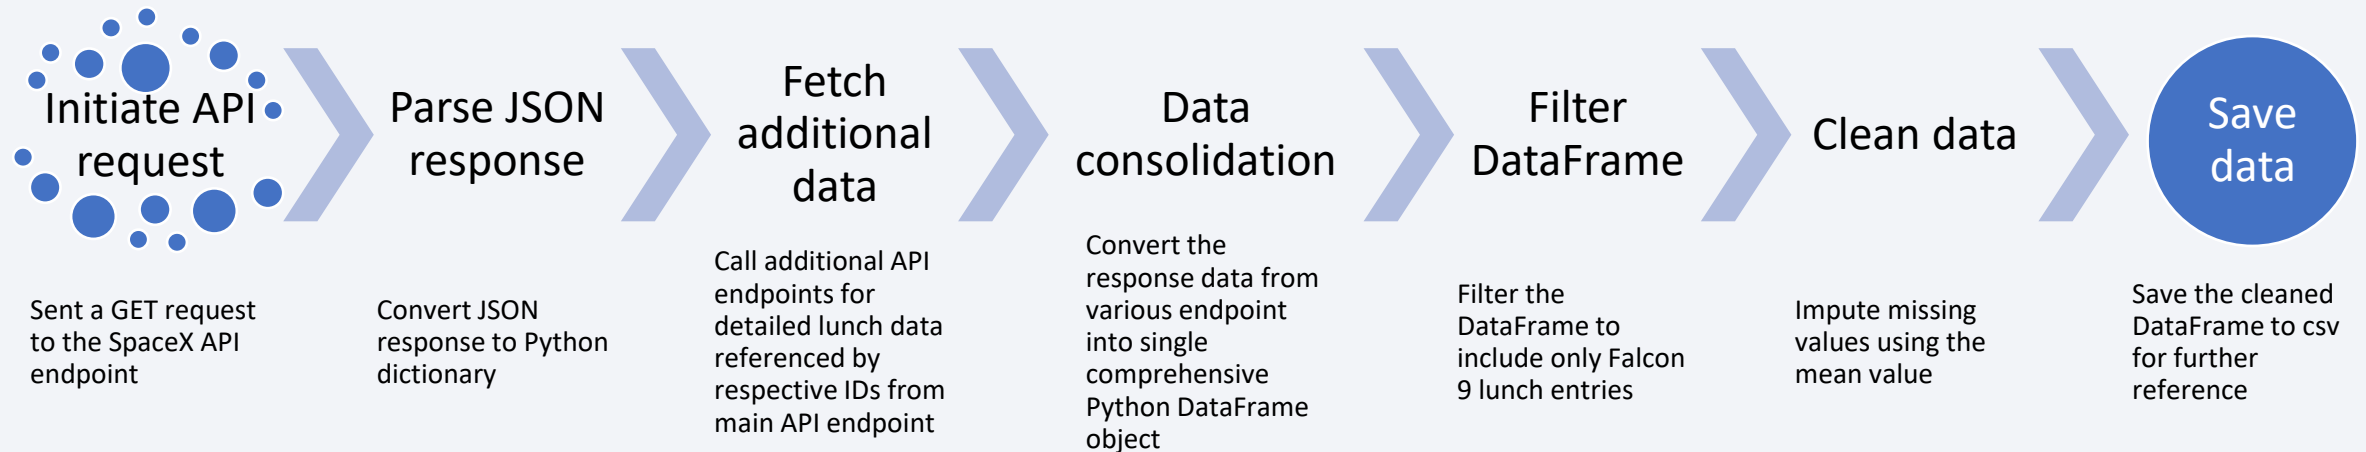 Initiate API
request
Sent a GET request
to the SpaceX API
endpoint
Parse JSON
response
Convert JSON
response to Python
dictionary
Fetch
additional
data
Call additional API
endpoints for
detailed lunch data
referenced by
respective IDs from
main API endpoint
Data
consolidation
Convert the
response data from
various endpoint
into single
comprehensive
Python DataFrame
object
Filter
DataFrame
Filter the
DataFrame to
include only Falcon
9 lunch entries
Clean data
Impute missing
values using the
mean value
Save
data
Save the cleaned
DataFrame to csv
for further
reference